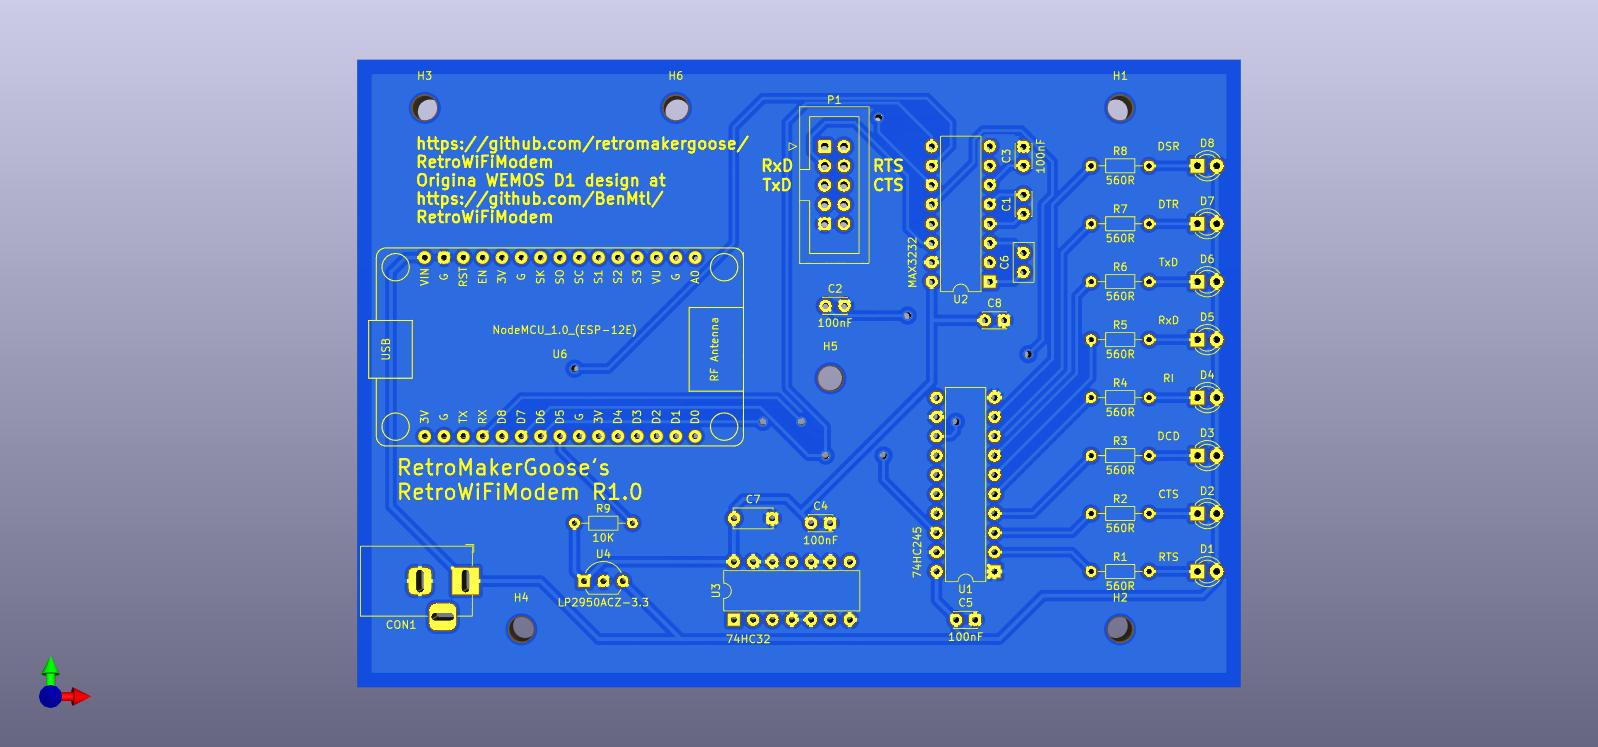 H3
H6
H1
P1
https://github.com/retromakergoose/
RetroWiFiModem
Origina WEMOS D1 design at
https://github.com/BenMtl/
RetroWiFiModem
RxD
TxD
RTS
CTS
MAX3232
U2
C3
100nF
C1
C6
C8
C2
100nF
H5
R8
560R
DSR
D8
R7
560R
DTR
D7
R6
560R
TxD
D6
R5
560R
RxD
D5
R4
560R
RI
D4
R3
560R
DCD
D3
R2
560R
CTS
D2
R1
560R
RTS
D1
H2
VIN G RST EN 3V G SK SO SC S1 S2 S3 VU G A0
NodeMCU_1.0_(ESP-12E)
U6
USB
RF Antenna
3V G TX RX D8 D7 D6 D5 G 3V D4 D3 D2 D1 D0
RetroMakerGoose's
RetroWiFiModem R1.0
R9
10K
U4
LP2950ACZ-3.3
H4
CON1
C7
C4
100nF
U3
74HC32
74HC245
U1
C5
100nF